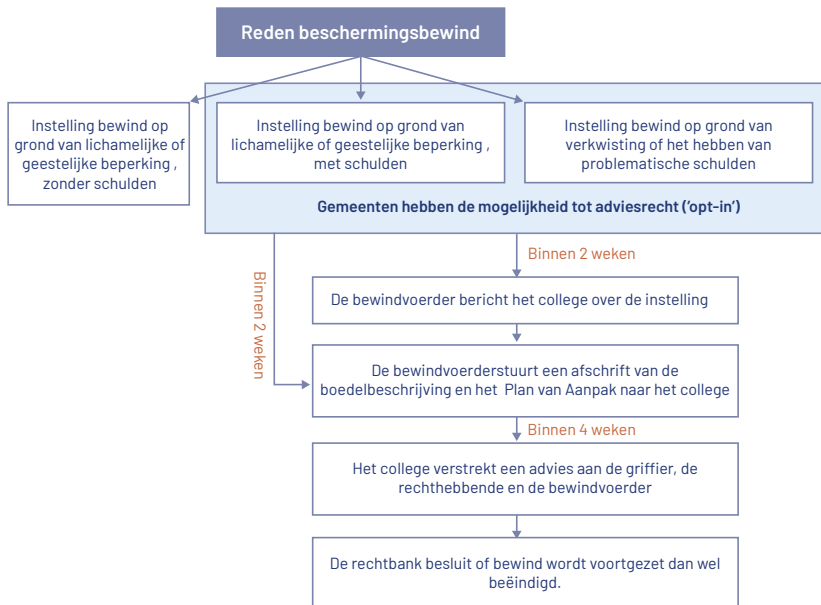 Reden beschermingsbewind
Instelling bewind op
grond van lichamelijke of
geestelijke beperking ,
zonder schulden
Instelling bewind op grond van
lichamelijke of geestelijke beperking ,
met schulden
Instelling bewind op grond van
verkwisting of het hebben van
problematische schulden
Gemeenten hebben de mogelijkheid tot adviesrecht ('opt-in')
Binnen 2 weken
Binnen 2 weken
De bewindvoerder bericht het college over de instelling
De bewindvoerderstuurt een afschrift van de
boedelbeschrijving en het Plan van Aanpak naar het college
Binnen 4 weken
Het college verstrekt een advies aan de griffier, de
rechthebbende en de bewindvoerder
De rechtbank besluit of bewind wordt voortgezet dan wel
beëindigd.